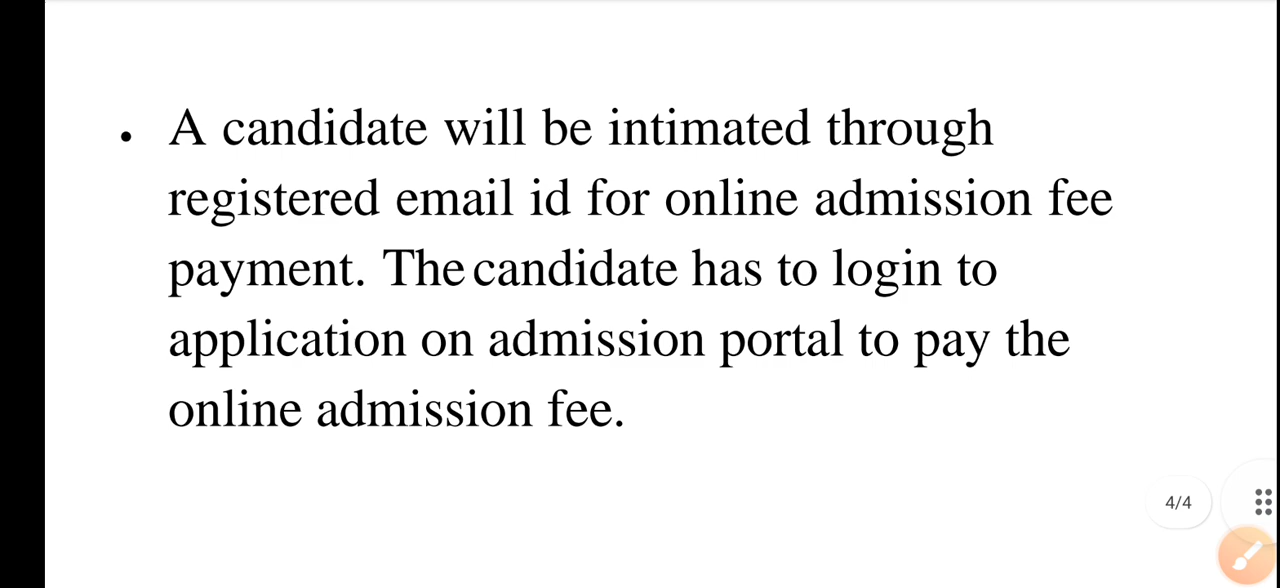 • A candidate will be intimated through
registered email id for online admission fee
payment. The candidate has to login to
application on admission portal to pay the
online admission fee.
4/4